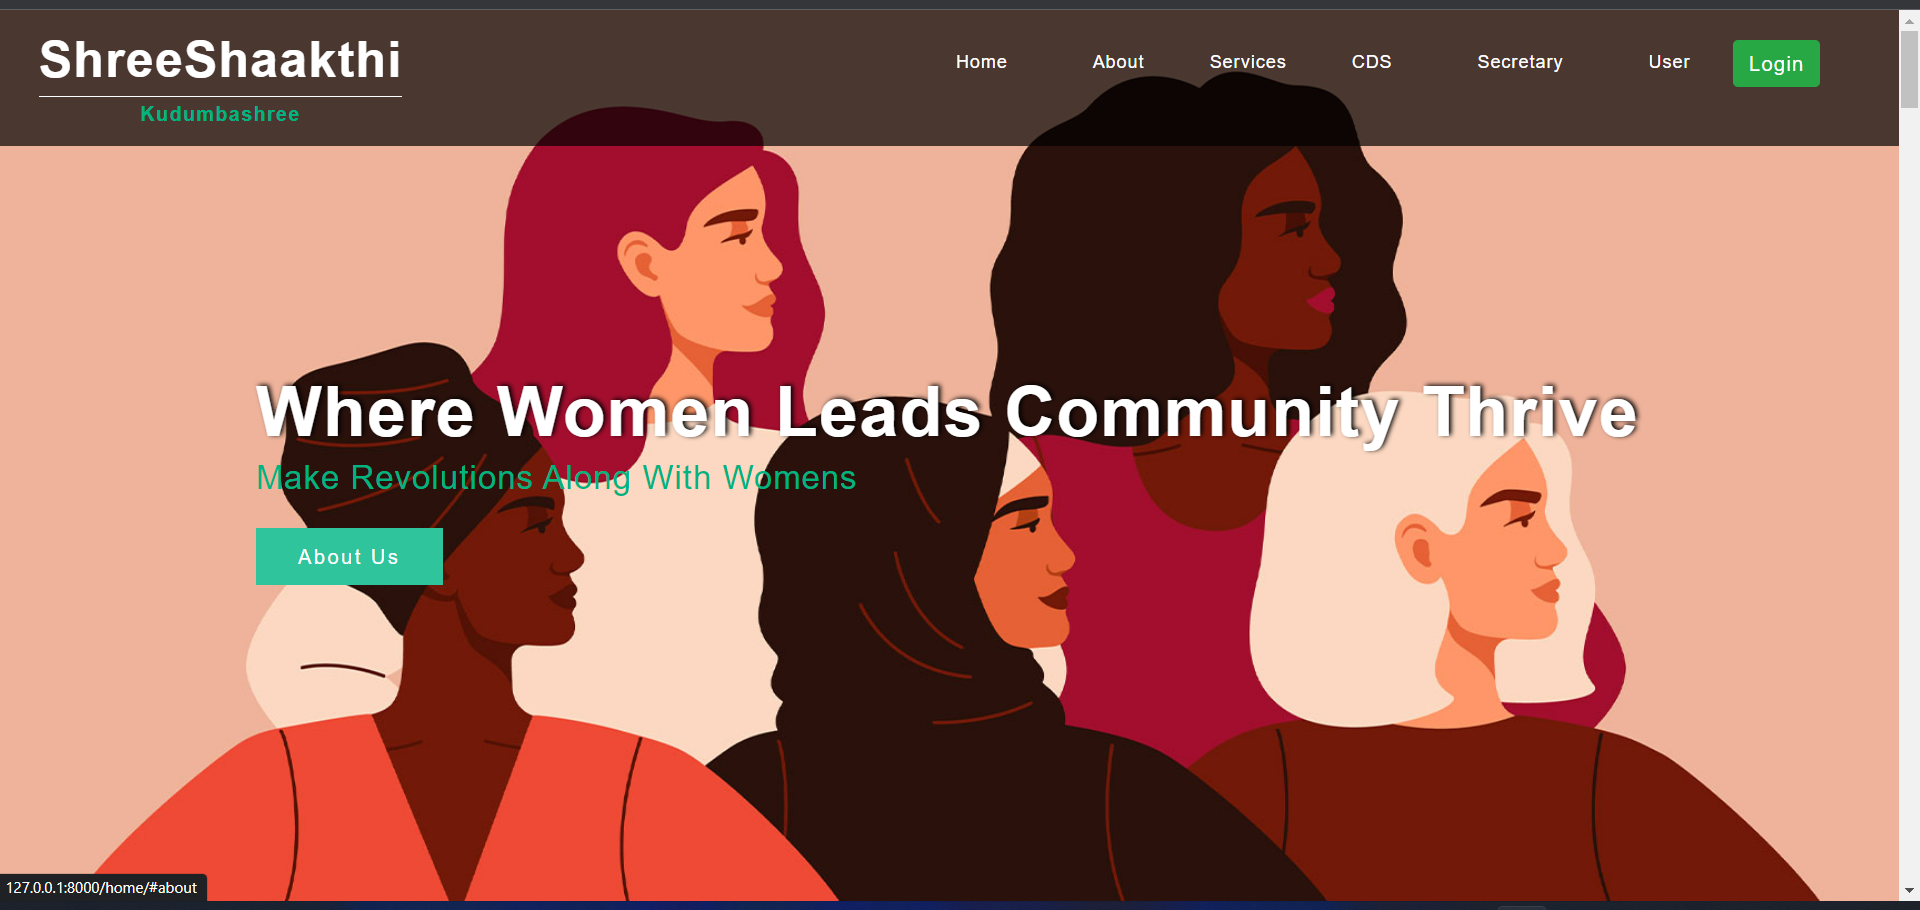 ShreeShaakthi
Kudumbashree
Home About Services CDS Secretary User Login
Where Women Leads Community Thrive
Make Revolutions Along With Womens
About Us
127.0.0.1:8000/home/#about